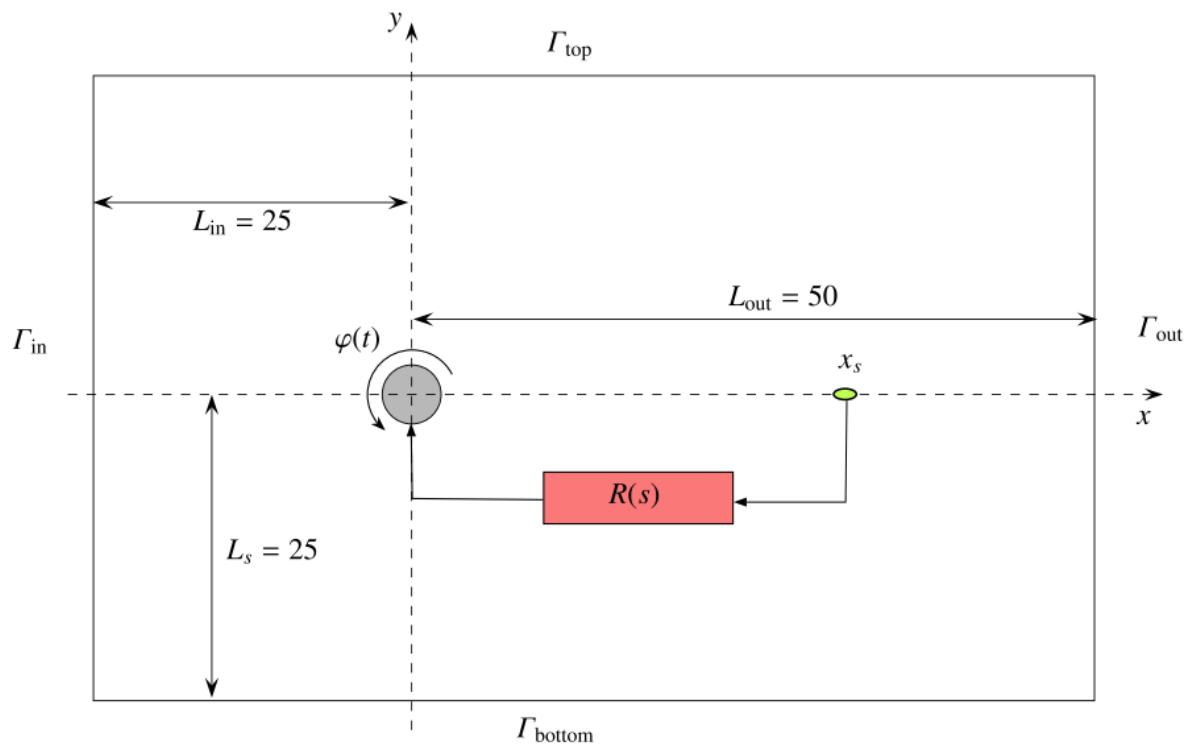 y
Γtop
Lin = 25
Lout = 50
Γin
φ(t)
Γout
xs
x
R(s)
Ls = 25
Γbottom